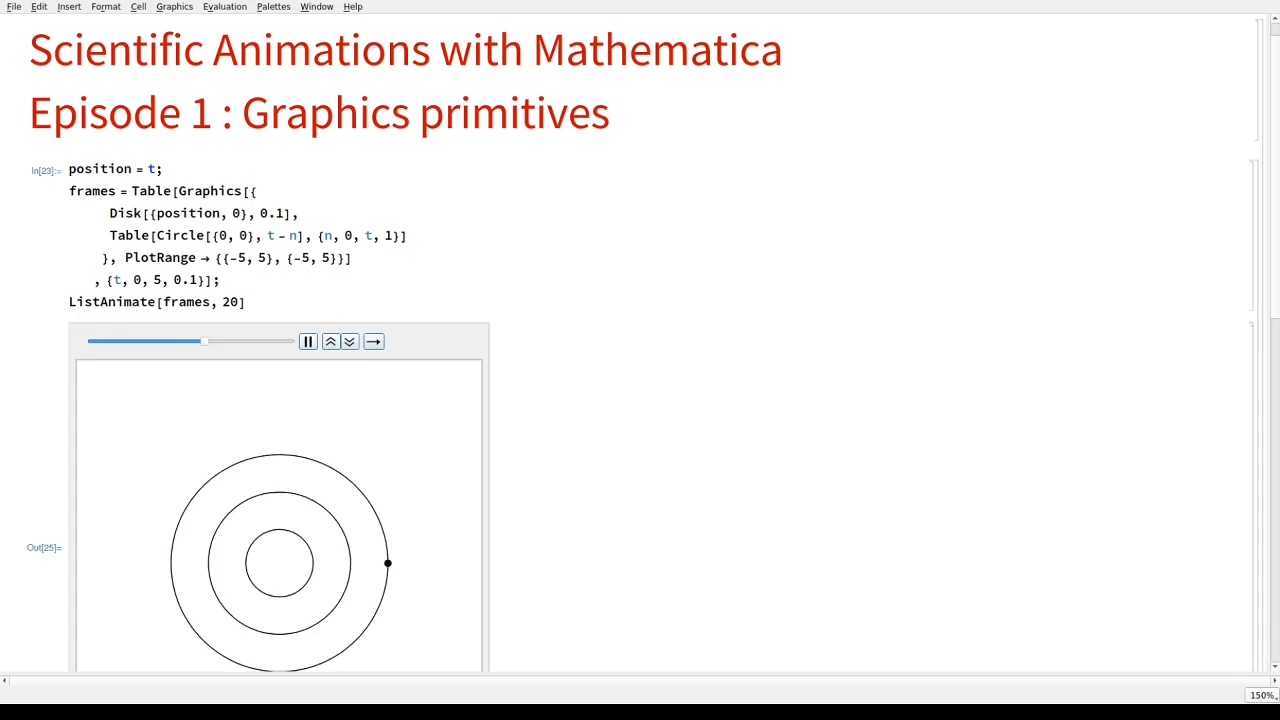 File Edit Insert Format Cell Graphics Evaluation Palettes Window Help
Scientific Animations with Mathematica
Episode 1 : Graphics primitives
In[23]:= position = t;
frames = Table[Graphics[{
Disk[{position, 0}, 0.1],
Table[Circle[{0, 0}, t - n], {n, 0, t, 1}]
}, PlotRange → {{-5, 5}, {-5, 5}}]
, {t, 0, 5, 0.1}];
ListAnimate[frames, 20]
Out[25]=
150%